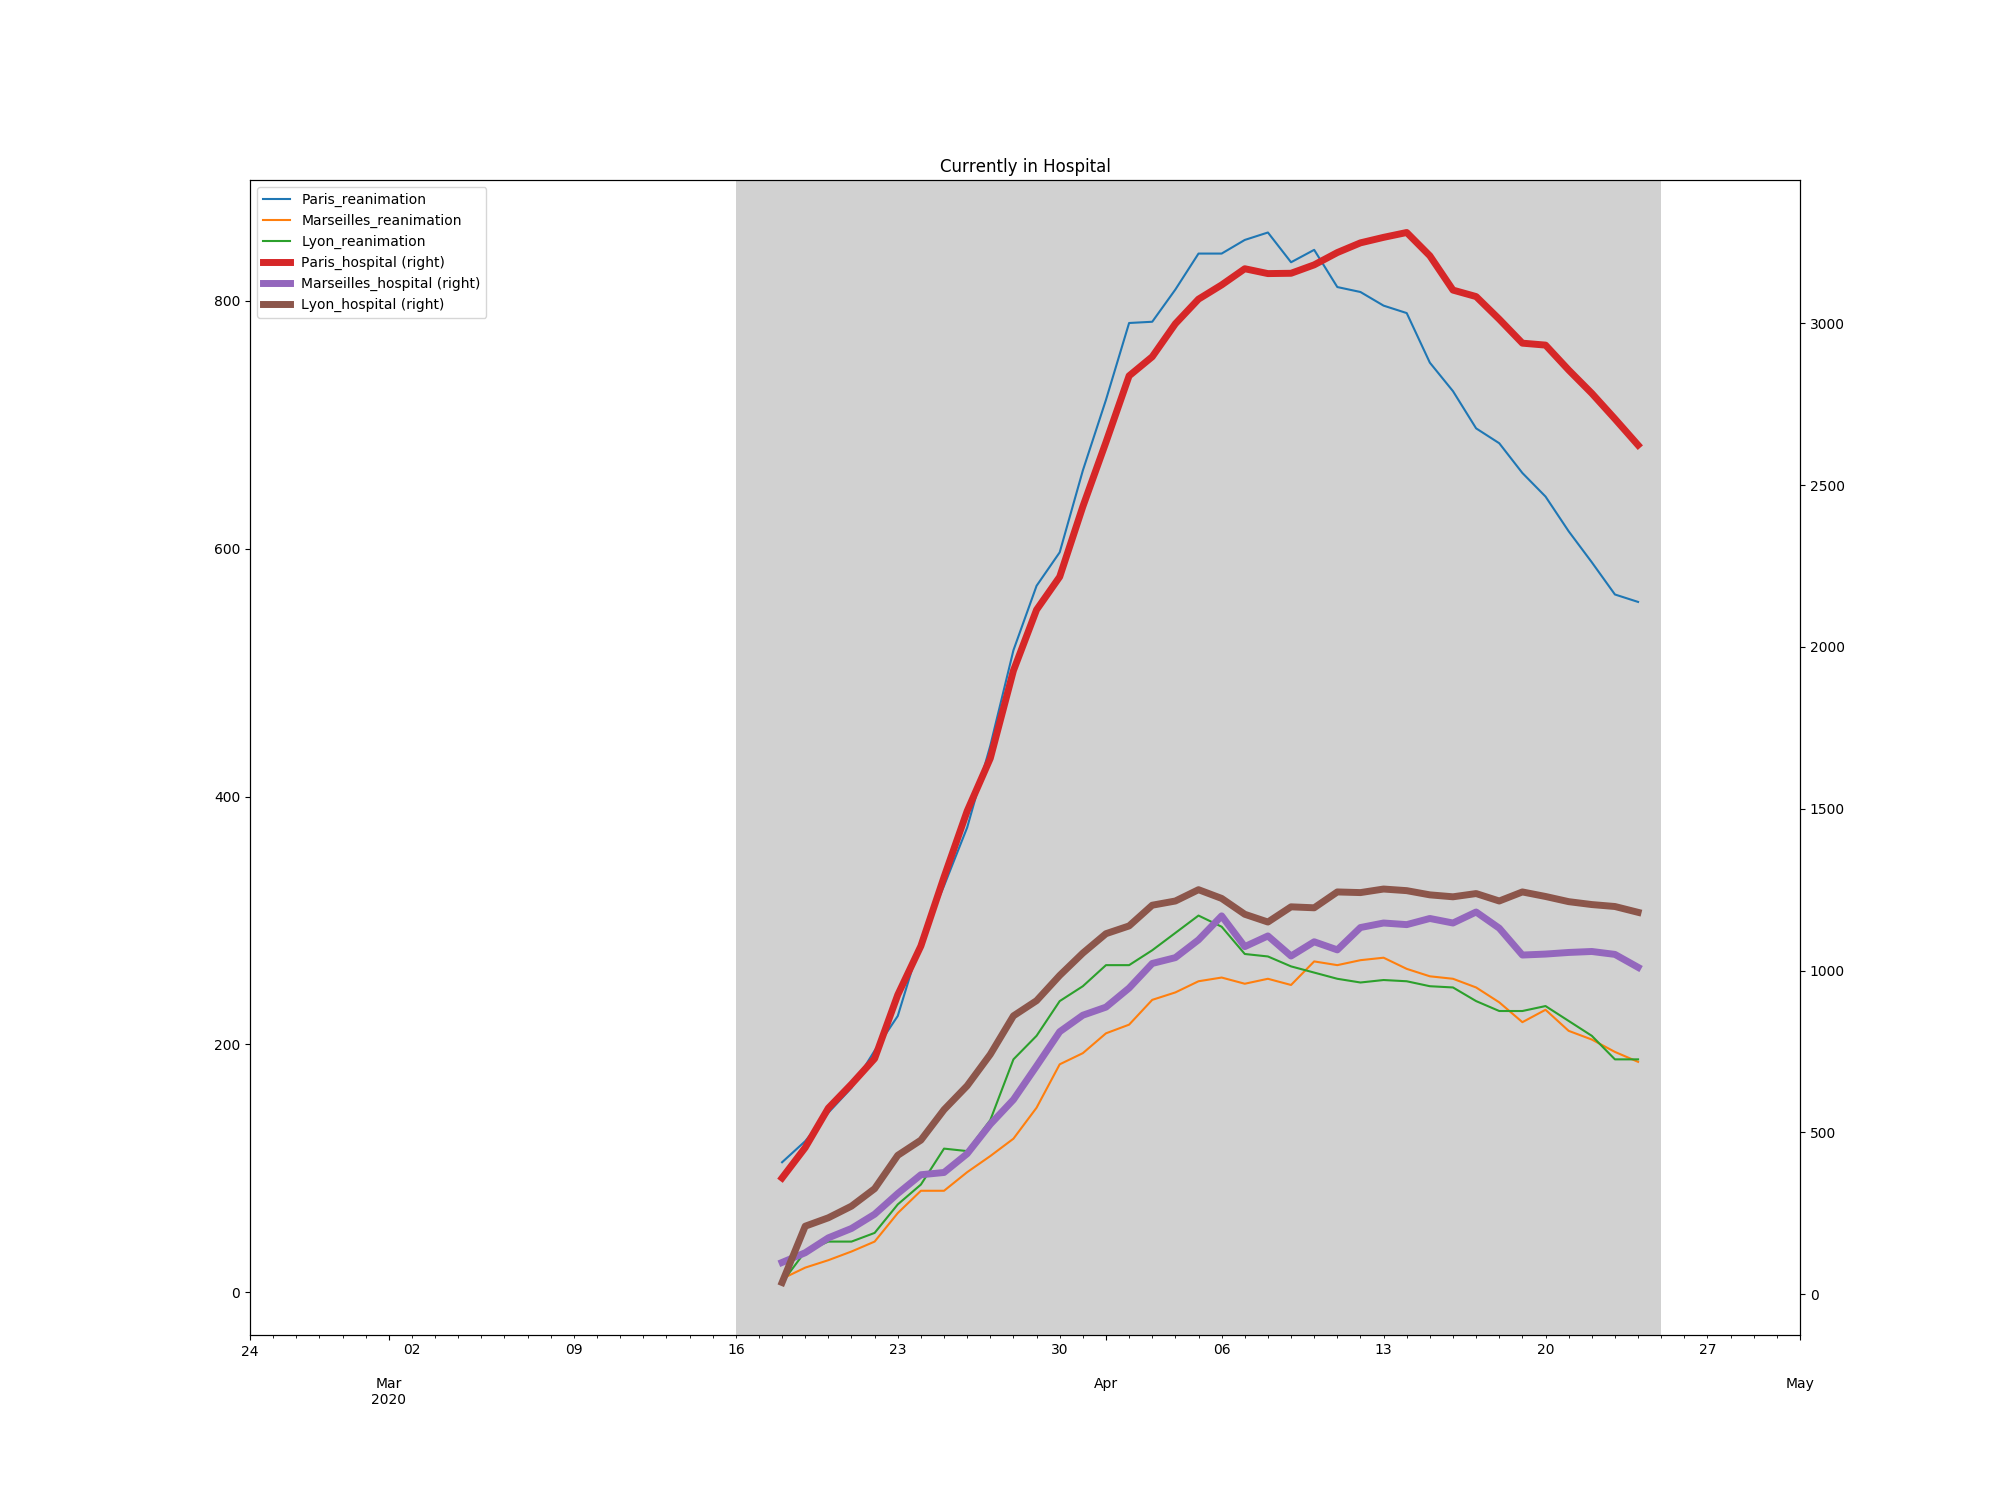 Currently in Hospital
Paris_reanimation
Marseilles_reanimation
Lyon_reanimation
Paris_hospital (right)
Marseilles_hospital (right)
Lyon_hospital (right)
800
600
400
200
0
3000
2500
2000
1500
1000
500
0
24 02 09 16 23 30 06 13 20 27
Mar Apr May
2020